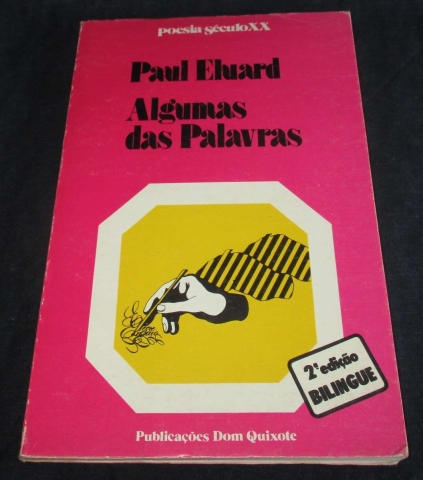 poesia séculoXX
Paul Eluard
Algumas
das Palavras
2ª edição
BILINGUE
Publicações Dom Quixote